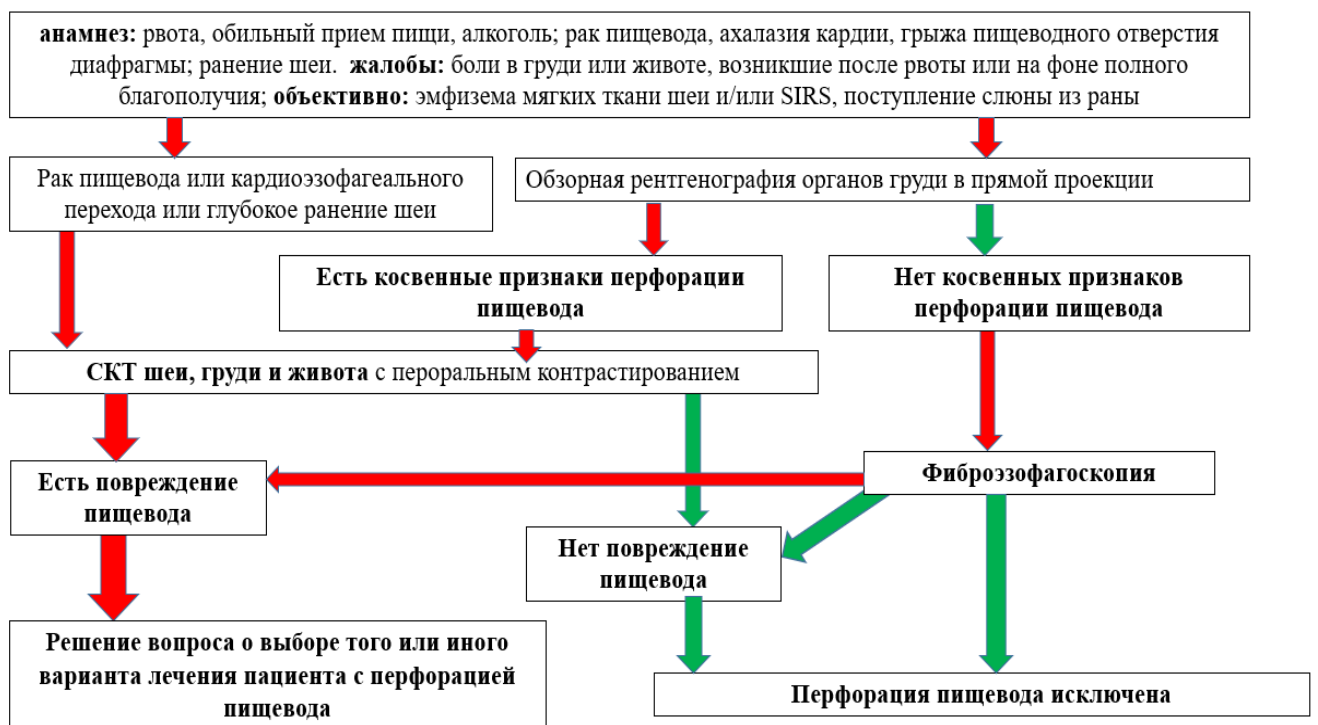 анамнез: рвота, обильный прием пищи, алкоголь; рак пищевода, ахалазия кардии, грыжа пищеводного отверстия
диафрагмы; ранение шеи. жалобы: боли в груди или животе, возникшие после рвоты или на фоне полного
благополучия; объективно: эмфизема мягких ткани шеи и/или SIRS, поступление слюны из раны
Рак пищевода или кардиоэзофагеального
перехода или глубокое ранение шеи
Обзорная рентгенография органов груди в прямой проекции
Есть косвенные признаки перфорации
пищевода
Нет косвенных признаков
перфорации пищевода
СКТ шеи, груди и живота с пероральным контрастированием
Есть повреждение
пищевода
Фиброэзофагоскопия
Нет повреждение
пищевода
Решение вопроса о выборе того или иного
варианта лечения пациента с перфорацией
пищевода
Перфорация пищевода исключена